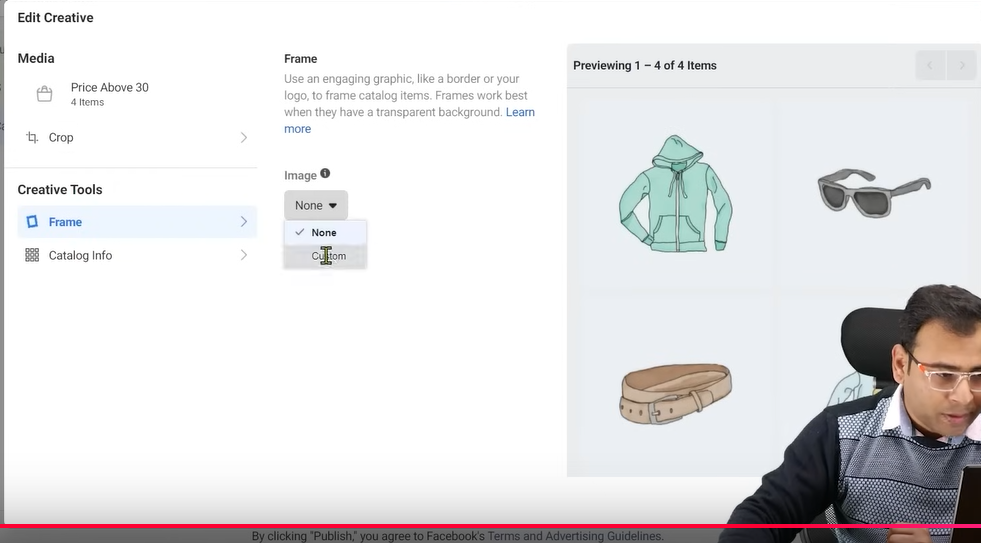 Edit Creative
Media
Price Above 30
4 Items
Crop
Creative Tools
Frame
Catalog Info
Frame
Use an engaging graphic, like a border or your
logo, to frame catalog items. Frames work best
when they have a transparent background. Learn
more
Image
None
None
Custom
Previewing 1 – 4 of 4 Items
By clicking "Publish," you agree to Facebook's Terms and Advertising Guidelines.